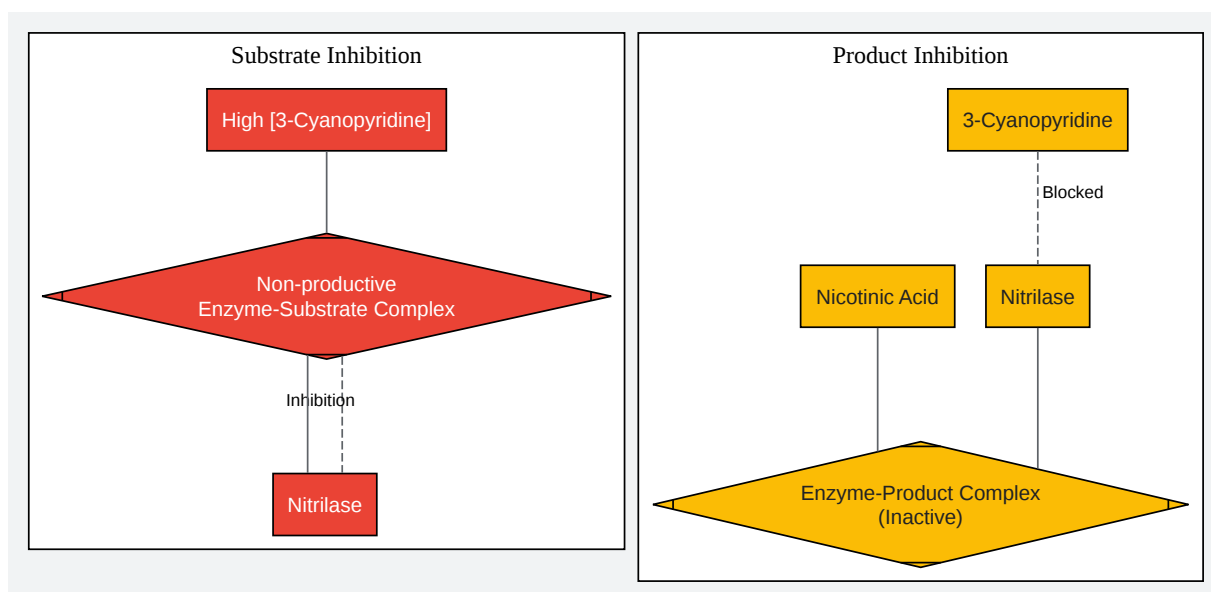 Substrate Inhibition
High [3-Cyanopyridine]
Non-productive
Enzyme-Substrate Complex
Inhibition
Nitrilase
Product Inhibition
3-Cyanopyridine
Blocked
Nicotinic Acid
Nitrilase
Enzyme-Product Complex
(Inactive)